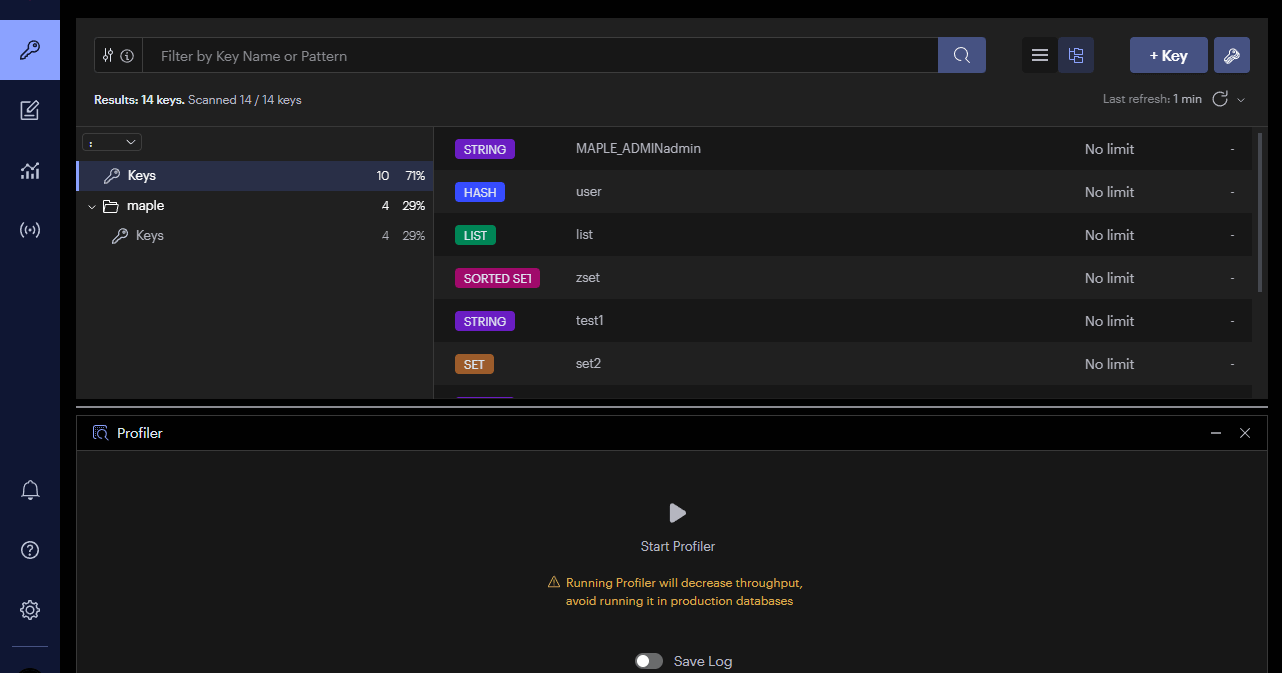 Filter by Key Name or Pattern
+ Key
Results: 14 keys. Scanned 14 / 14 keys
Last refresh: 1 min
:
Keys 10 71%
maple 4 29%
Keys 4 29%
STRING MAPLE_ADMINadmin No limit -
HASH user No limit -
LIST list No limit -
SORTED SET zset No limit -
STRING test1 No limit -
SET set2 No limit -
Profiler
Start Profiler
Running Profiler will decrease throughput,
avoid running it in production databases
Save Log